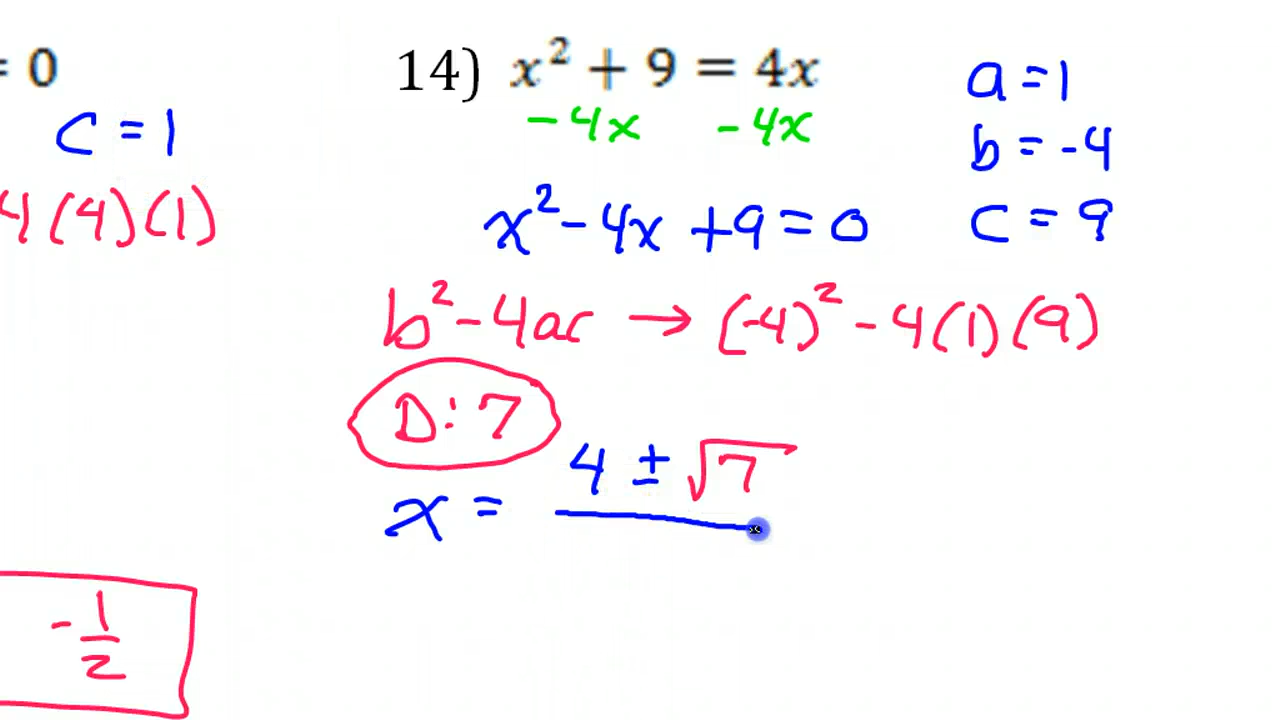 = 0
c = 1
4 (4)(1)
-1/2
14) x² + 9 = 4x
-4x -4x
x² - 4x + 9 = 0
a = 1
b = -4
c = 9
b² - 4ac → (-4)² - 4(1)(9)
D: 7
x = 4 ± √7